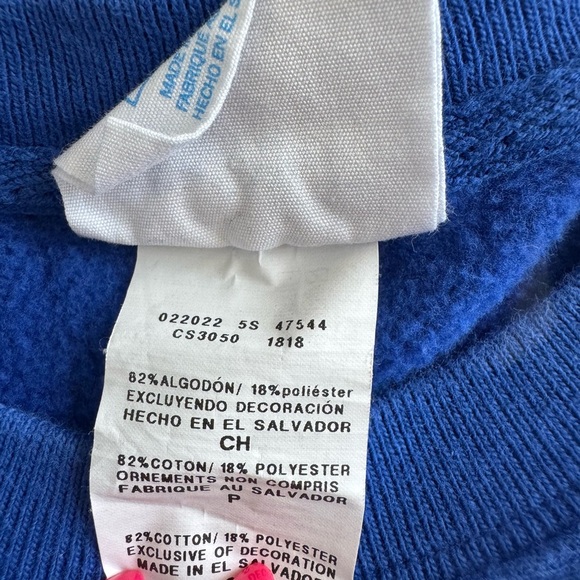 MADE
FABRIQUE
HECHO EN EL S
022022 5S 47544
CS3050 1818
82%ALGODÓN/ 18%poliéster
EXCLUYENDO DECORACIÓN
HECHO EN EL SALVADOR
CH
82%COTON/ 18% POLYESTER
ORNEMENTS NON COMPRIS
FABRIQUE AU SALVADOR
P
82%COTTON/ 18% POLYESTER
EXCLUSIVE OF DECORATION
MADE IN EL SALVADOR